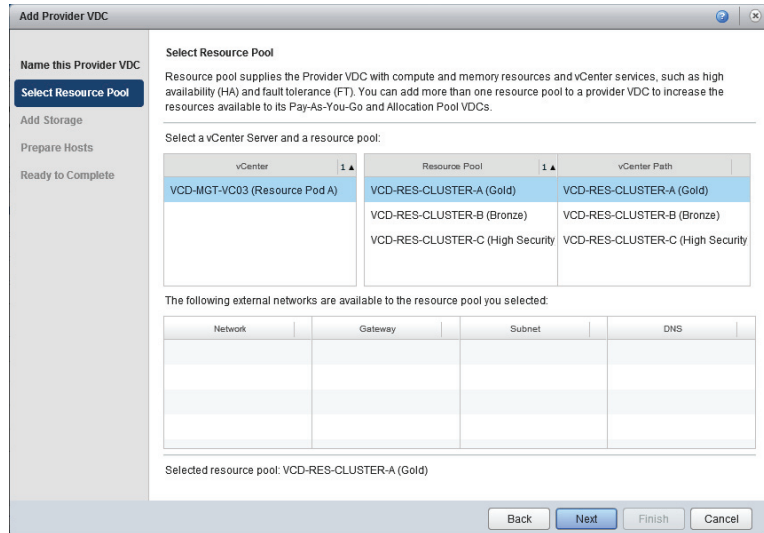 Add Provider VDC
Name this Provider VDC
Select Resource Pool
Add Storage
Prepare Hosts
Ready to Complete
Select Resource Pool
Resource pool supplies the Provider VDC with compute and memory resources and vCenter services, such as high
availability (HA) and fault tolerance (FT). You can add more than one resource pool to a provider VDC to increase the
resources available to its Pay-As-You-Go and Allocation Pool VDCs.
Select a vCenter Server and a resource pool:
vCenter 1 ▲ Resource Pool 1 ▲ vCenter Path
VCD-MGT-VC03 (Resource Pod A) VCD-RES-CLUSTER-A (Gold) VCD-RES-CLUSTER-A (Gold)
VCD-RES-CLUSTER-B (Bronze) VCD-RES-CLUSTER-B (Bronze)
VCD-RES-CLUSTER-C (High Security VCD-RES-CLUSTER-C (High Security
The following external networks are available to the resource pool you selected:
Network Gateway Subnet DNS
Selected resource pool: VCD-RES-CLUSTER-A (Gold)
Back Next Finish Cancel